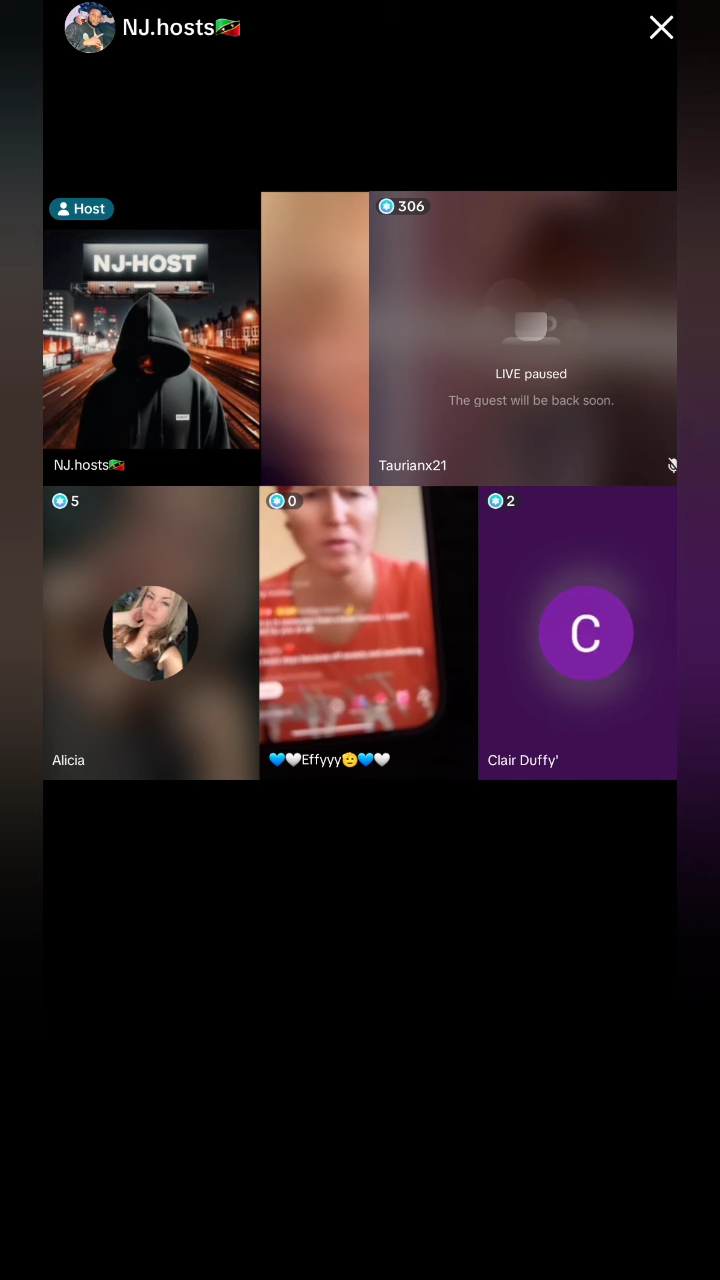 NJ.hosts🇰🇳
Host
NJ-HOST
NJ.hosts🇰🇳
306
LIVE paused
The guest will be back soon.
Taurianx21
5
Alicia
0
💙🤍Effyyy🫡💙🤍
2
C
Clair Duffy'